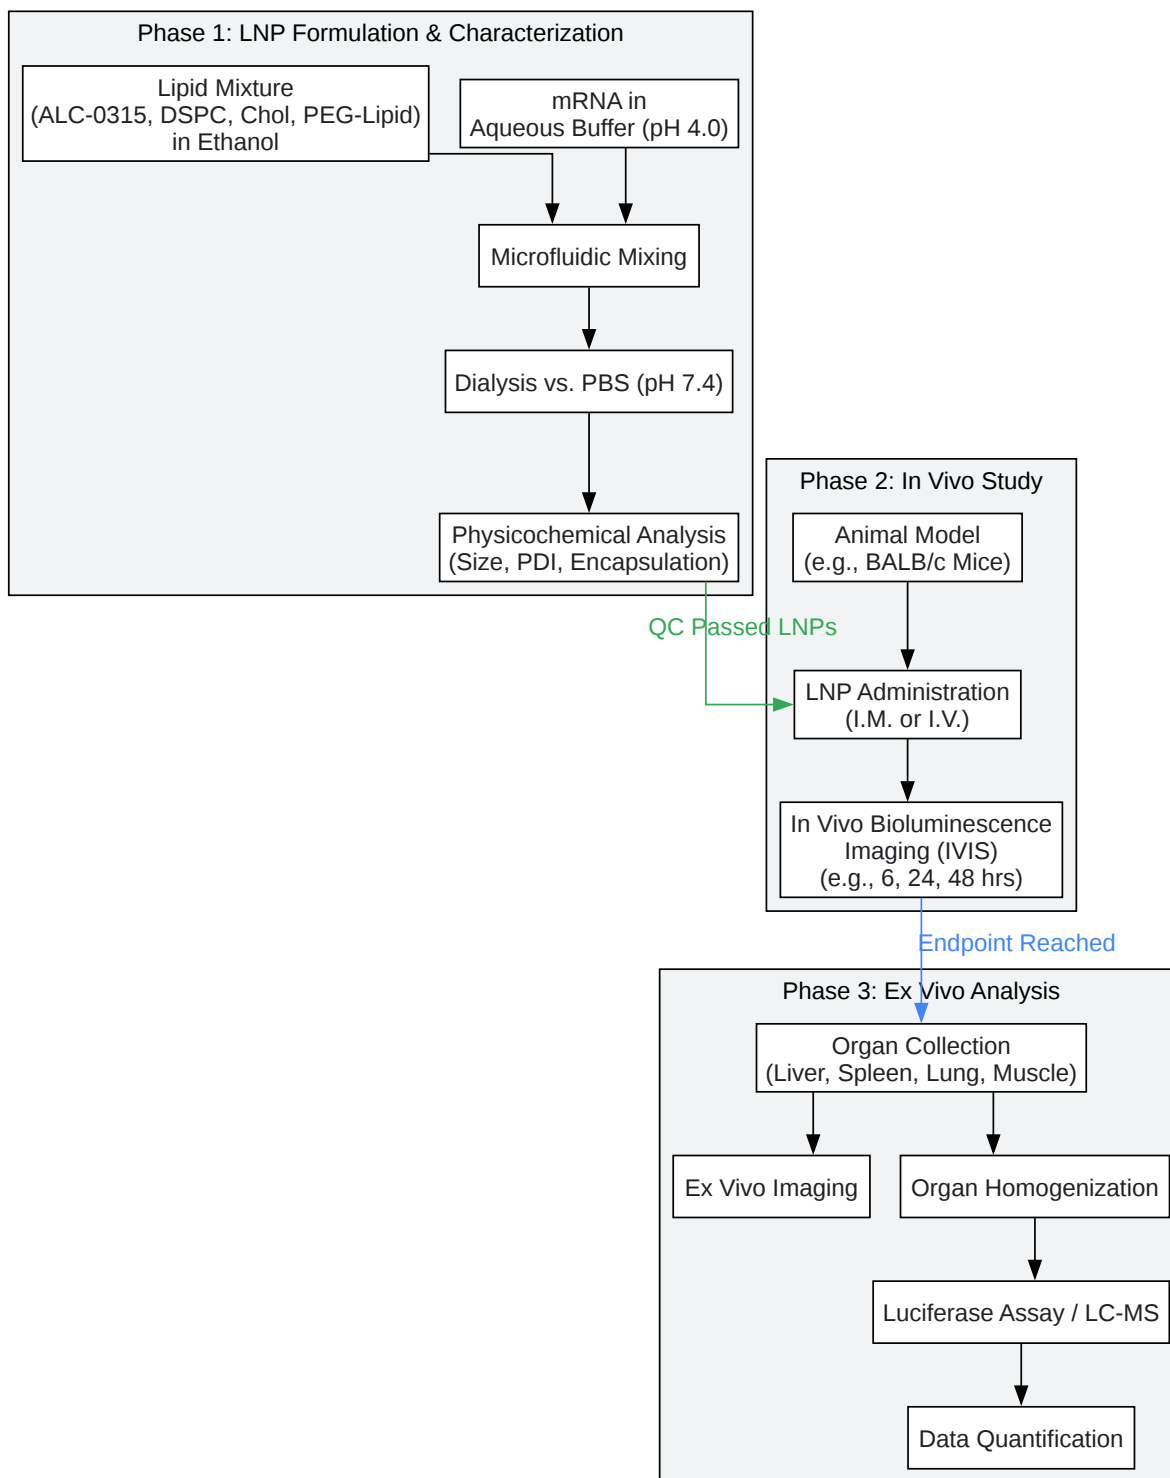 Phase 1: LNP Formulation & Characterization
Lipid Mixture
(ALC-0315, DSPC, Chol, PEG-Lipid)
in Ethanol
mRNA in
Aqueous Buffer (pH 4.0)
Microfluidic Mixing
Dialysis vs. PBS (pH 7.4)
Physicochemical Analysis
(Size, PDI, Encapsulation)
QC Passed LNPs
Phase 2: In Vivo Study
Animal Model
(e.g., BALB/c Mice)
LNP Administration
(I.M. or I.V.)
In Vivo Bioluminescence
Imaging (IVIS)
(e.g., 6, 24, 48 hrs)
Endpoint Reached
Phase 3: Ex Vivo Analysis
Organ Collection
(Liver, Spleen, Lung, Muscle)
Ex Vivo Imaging
Organ Homogenization
Luciferase Assay / LC-MS
Data Quantification